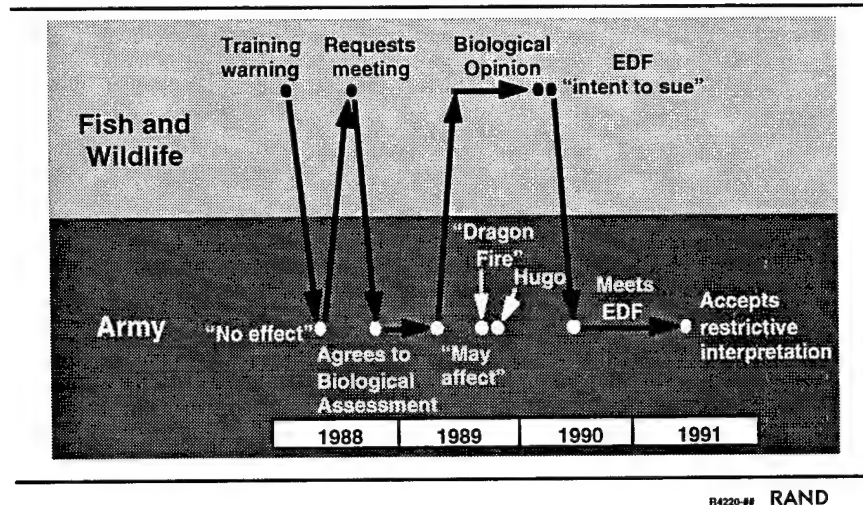 Training
warning
Requests
meeting
Biological
Opinion
EDF
“intent to sue”
Fish and
Wildlife
“Dragon
Fire”
Hugo
Meets
EDF
Accepts
restrictive
interpretation
Army
“No effect”
Agrees to
Biological
Assessment
“May
affect”
1988 1989 1990 1991
R4220-## RAND